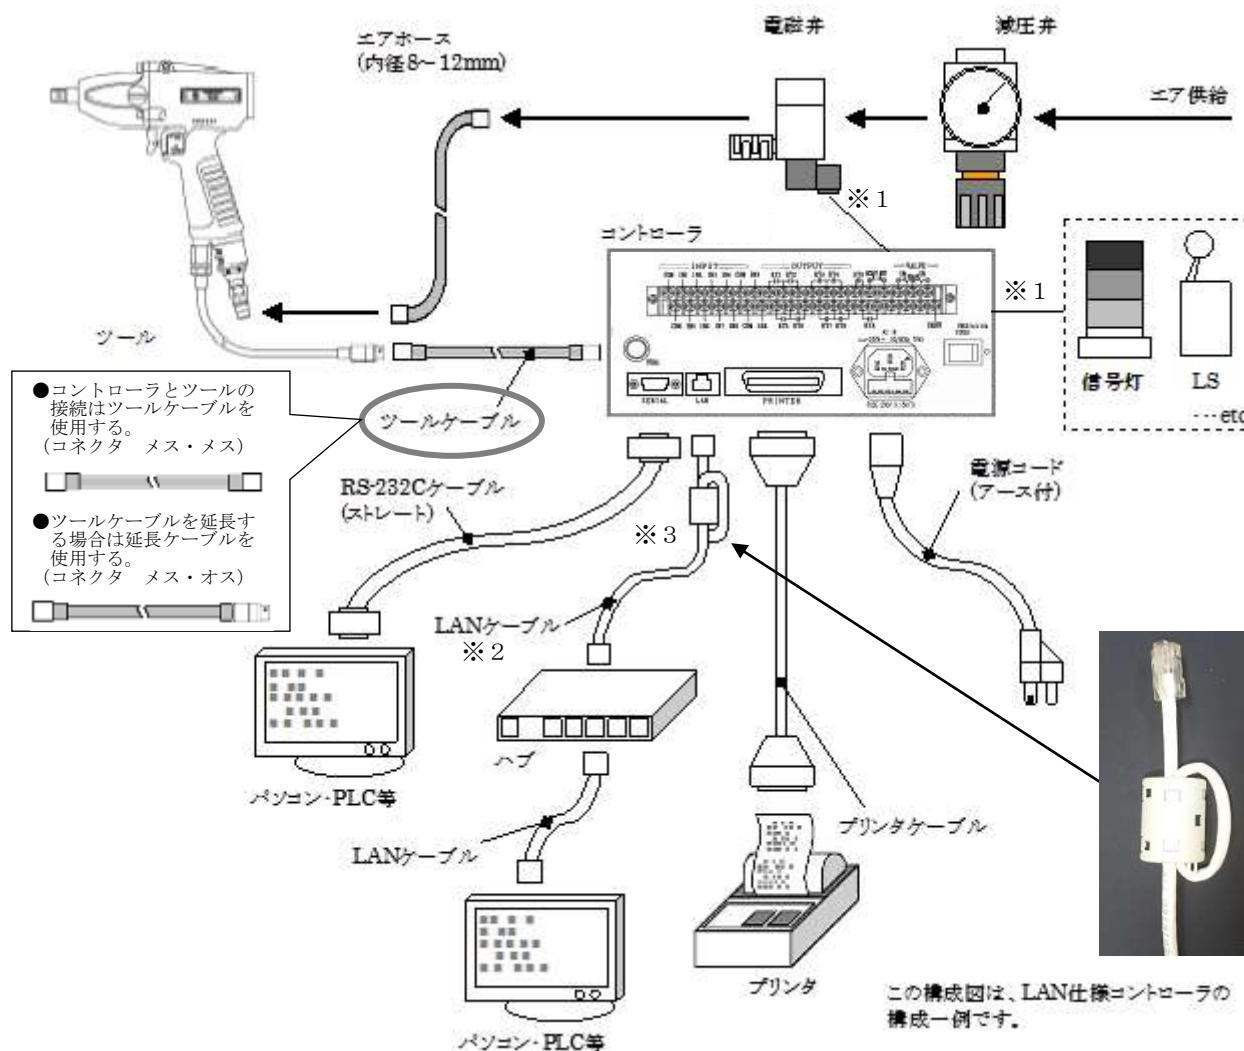 電磁弁
減圧弁
エアホース
(内径8～12mm)
エア供給
※1
コントローラ
※1
INPUT
OUTPUT
ツール
信号灯
LS
…etc
SERIAL
LAN
PRINTER
●コントローラとツールの
接続はツールケーブルを
使用する。
(コネクタ　メス・メス)
●ツールケーブルを延長す
る場合は延長ケーブルを
使用する。
(コネクタ　メス・オス)
ツールケーブル
RS-232Cケーブル
(ストレート)
電源コード
(アース付)
※3
LANケーブル
※2
ハブ
パソコン・PLC等
プリンタケーブル
LANケーブル
プリンタ
この構成図は、LAN仕様コントローラの
構成一例です。
パソコン・PLC等